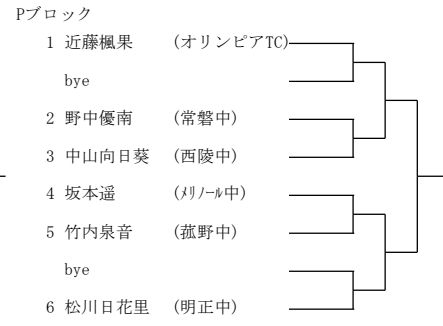 Pブロック
1 近藤楓果 (オリンピアTC)
bye
2 野中優南 (常磐中)
3 中山向日葵 (西陵中)
4 坂本遥 (ﾒﾘﾉｰﾙ中)
5 竹内泉音 (菰野中)
bye
6 松川日花里 (明正中)